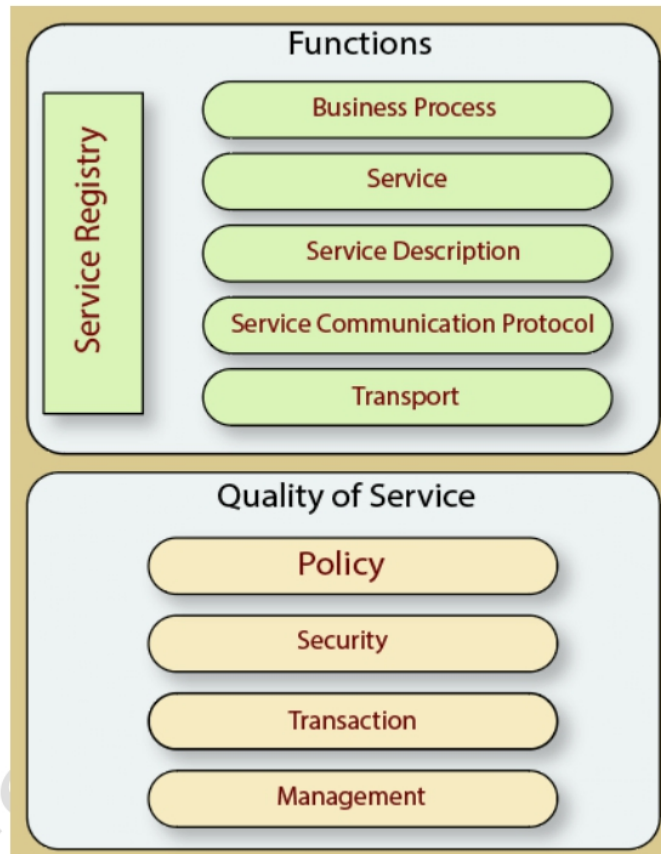 Functions
Service Registry
Business Process
Service
Service Description
Service Communication Protocol
Transport
Quality of Service
Policy
Security
Transaction
Management